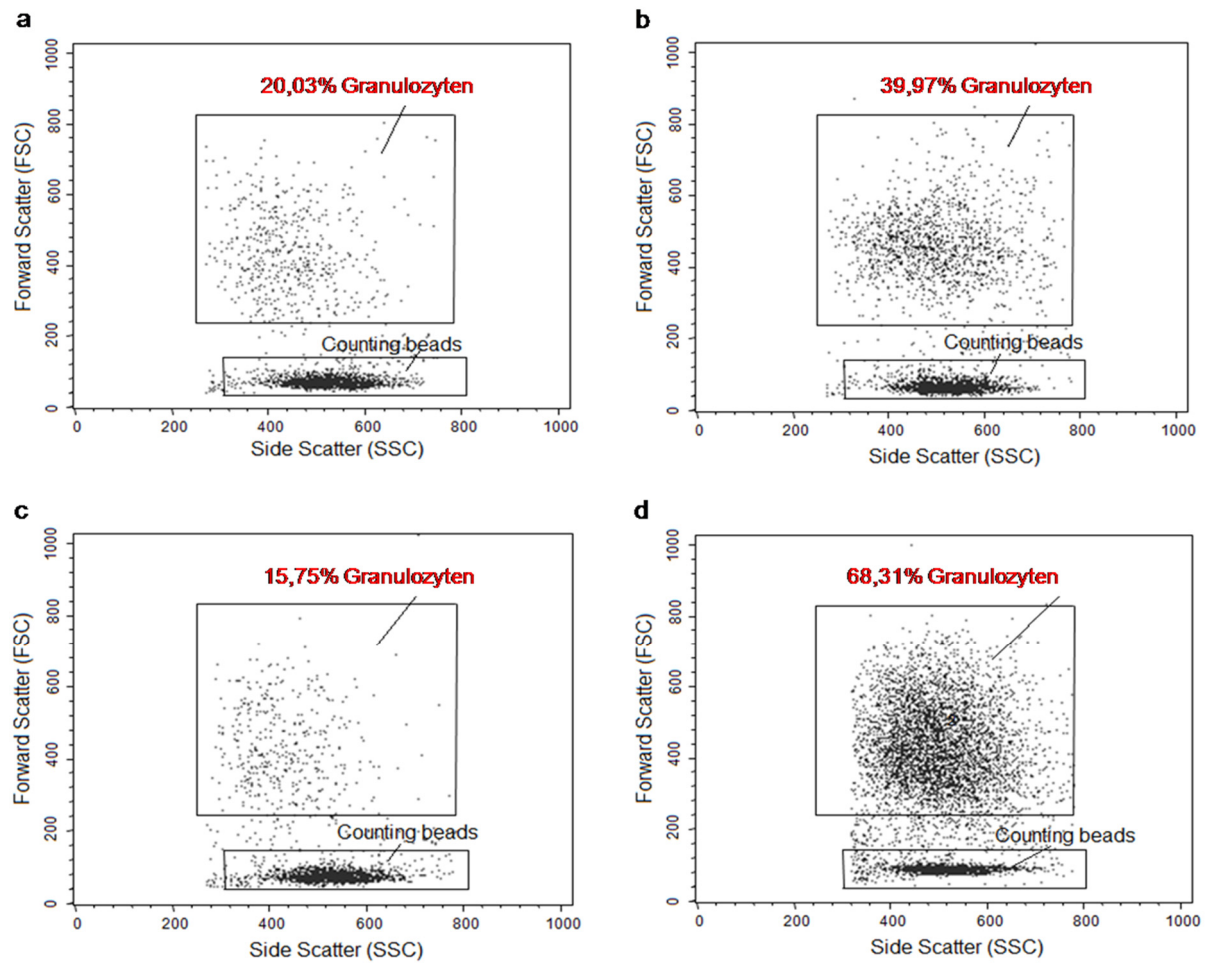 a
20,03% Granulozyten
Forward Scatter (FSC)
1000
800
600
400
200
0
Counting beads
0 200 400 600 800 1000
Side Scatter (SSC)
b
39,97% Granulozyten
Forward Scatter (FSC)
1000
800
600
400
200
0
Counting beads
0 200 400 600 800 1000
Side Scatter (SSC)
c
15,75% Granulozyten
Forward Scatter (FSC)
1000
800
600
400
200
0
Counting beads
0 200 400 600 800 1000
Side Scatter (SSC)
d
68,31% Granulozyten
Forward Scatter (FSC)
1000
800
600
400
200
0
Counting beads
0 200 400 600 800 1000
Side Scatter (SSC)